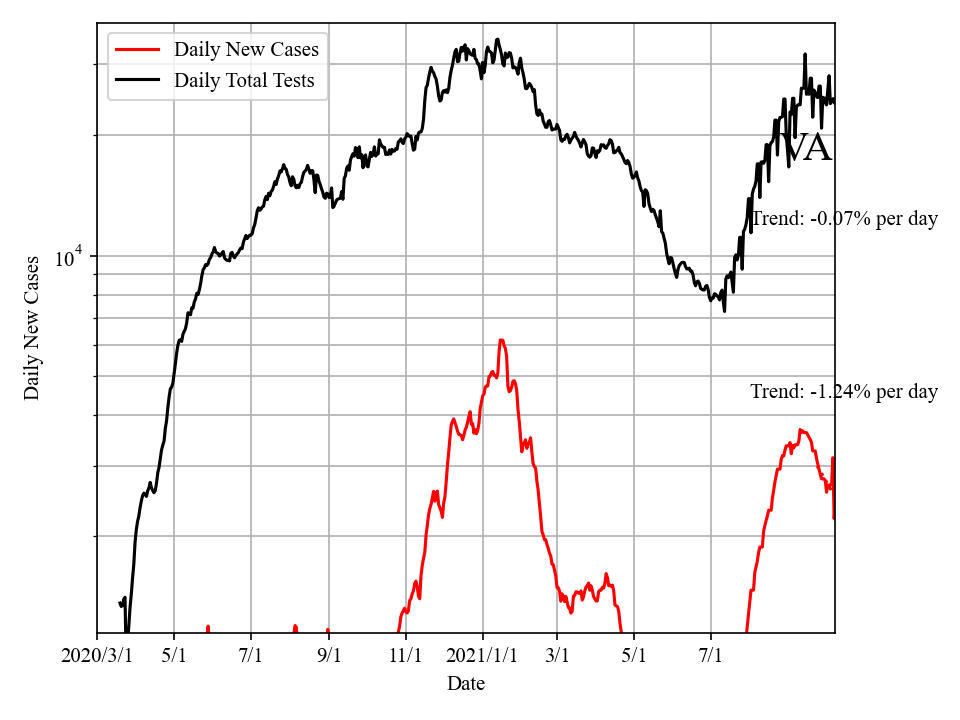 Daily New Cases
Daily Total Tests
VA
Trend: -0.07% per day
10^4
Daily New Cases
Trend: -1.24% per day
2020/3/1 5/1 7/1 9/1 11/1 2021/1/1 3/1 5/1 7/1
Date